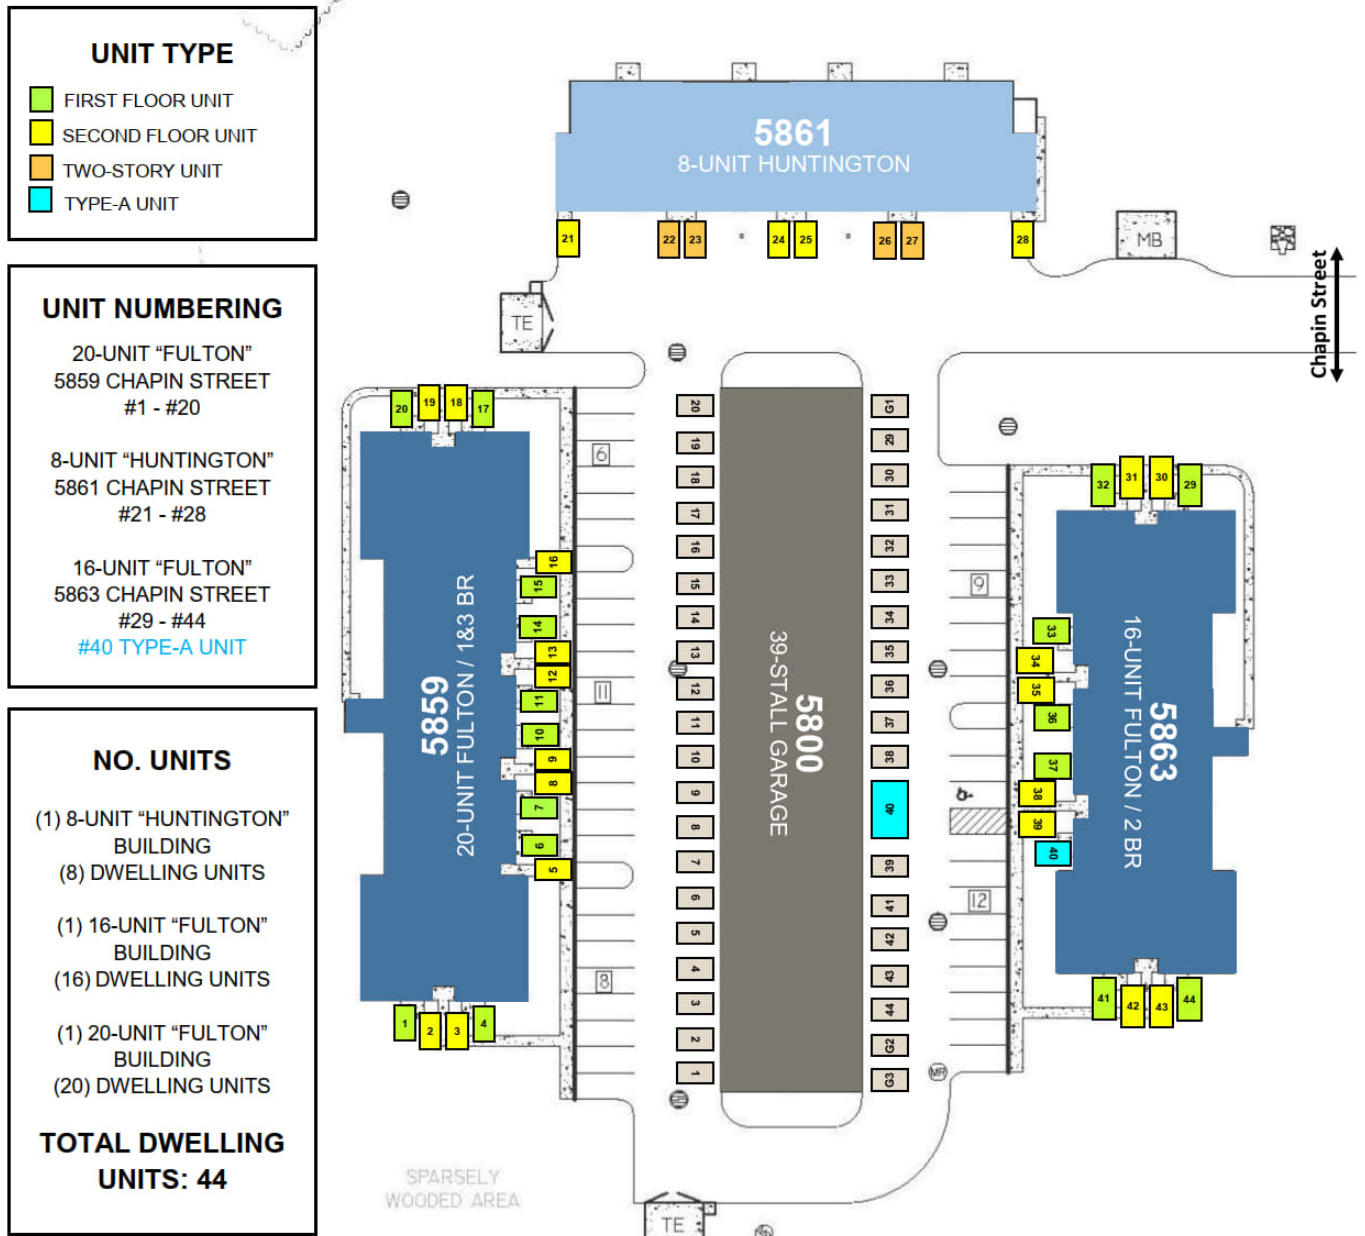 UNIT TYPE
FIRST FLOOR UNIT
SECOND FLOOR UNIT
TWO-STORY UNIT
TYPE-A UNIT
UNIT NUMBERING
20-UNIT “FULTON”
5859 CHAPIN STREET
#1 - #20
8-UNIT “HUNTINGTON”
5861 CHAPIN STREET
#21 - #28
16-UNIT “FULTON”
5863 CHAPIN STREET
#29 - #44
#40 TYPE-A UNIT
NO. UNITS
(1) 8-UNIT “HUNTINGTON”
BUILDING
(8) DWELLING UNITS
(1) 16-UNIT “FULTON”
BUILDING
(16) DWELLING UNITS
(1) 20-UNIT “FULTON”
BUILDING
(20) DWELLING UNITS
TOTAL DWELLING
UNITS: 44
5861
8-UNIT HUNTINGTON
21
22
23
24
25
26
27
28
MB
Chapin Street
TE
20
19
18
17
16
15
14
13
12
11
10
9
8
7
6
5
1
2
3
4
5859
20-UNIT FULTON / 1&3 BR
6
11
8
20
19
18
17
16
15
14
13
12
11
10
9
8
7
6
5
4
3
2
1
5800
39-STALL GARAGE
G1
29
30
31
32
33
34
35
36
37
38
40
39
41
42
43
44
G2
G3
9
12
MR
32
31
30
29
33
34
35
36
37
38
39
40
41
42
43
44
5863
16-UNIT FULTON / 2 BR
SPARSELY
WOODED AREA
TE